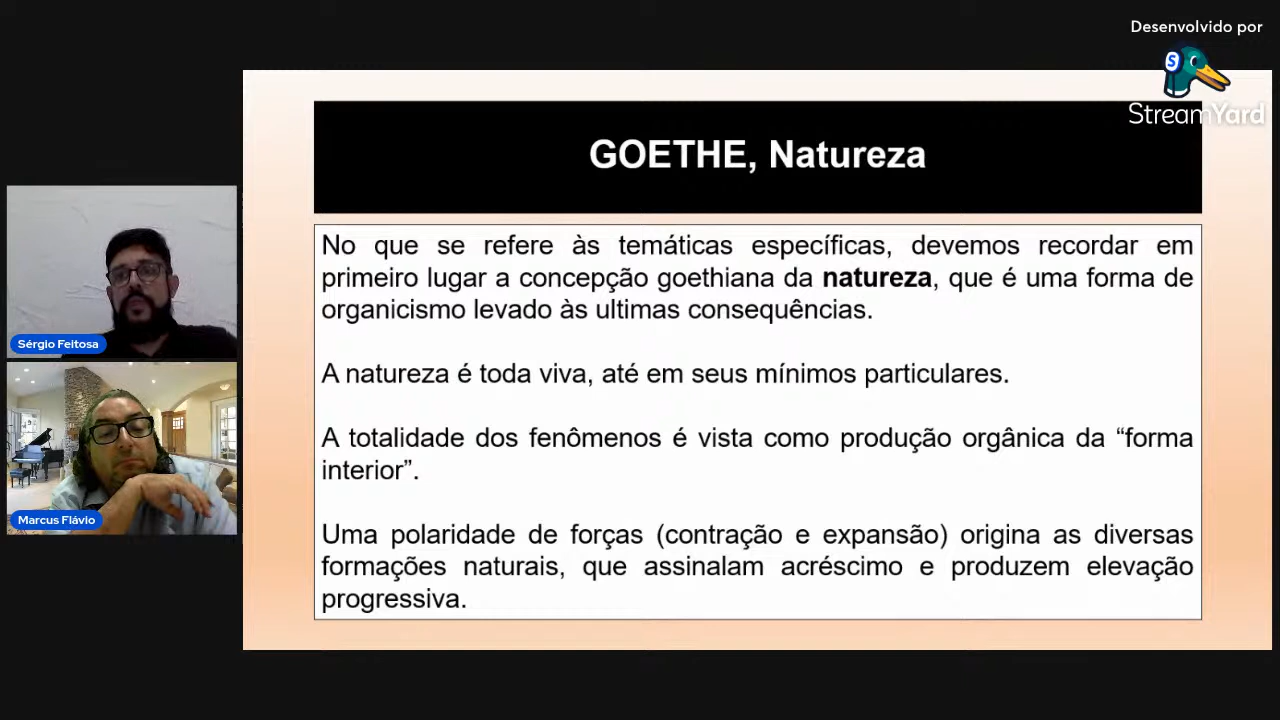 Desenvolvido por
StreamYard
GOETHE, Natureza
No que se refere às temáticas específicas, devemos recordar em
primeiro lugar a concepção goethiana da natureza, que é uma forma de
organicismo levado às ultimas consequências.
A natureza é toda viva, até em seus mínimos particulares.
A totalidade dos fenômenos é vista como produção orgânica da “forma
interior”.
Uma polaridade de forças (contração e expansão) origina as diversas
formações naturais, que assinalam acréscimo e produzem elevação
progressiva.
Sérgio Feitosa
Marcus Flávio